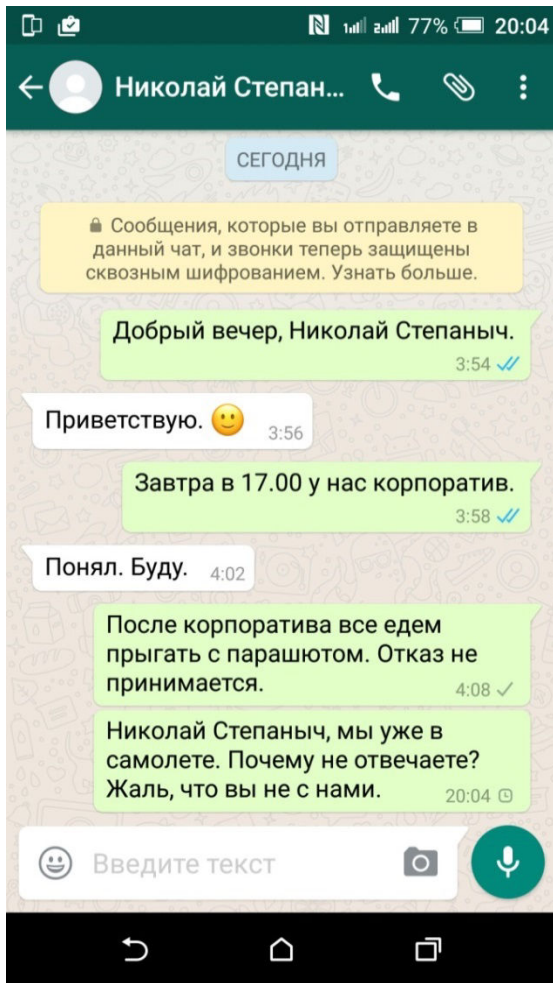 77% 20:04
Николай Степан...
СЕГОДНЯ
Сообщения, которые вы отправляете в
данный чат, и звонки теперь защищены
сквозным шифрованием. Узнать больше.
Добрый вечер, Николай Степаныч.
3:54
Приветствую. 🙂
3:56
Завтра в 17.00 у нас корпоратив.
3:58
Понял. Буду. 4:02
После корпоратива все едем
прыгать с парашютом. Отказ не
принимается. 4:08
Николай Степаныч, мы уже в
самолете. Почему не отвечаете?
Жаль, что вы не с нами. 20:04
Введите текст